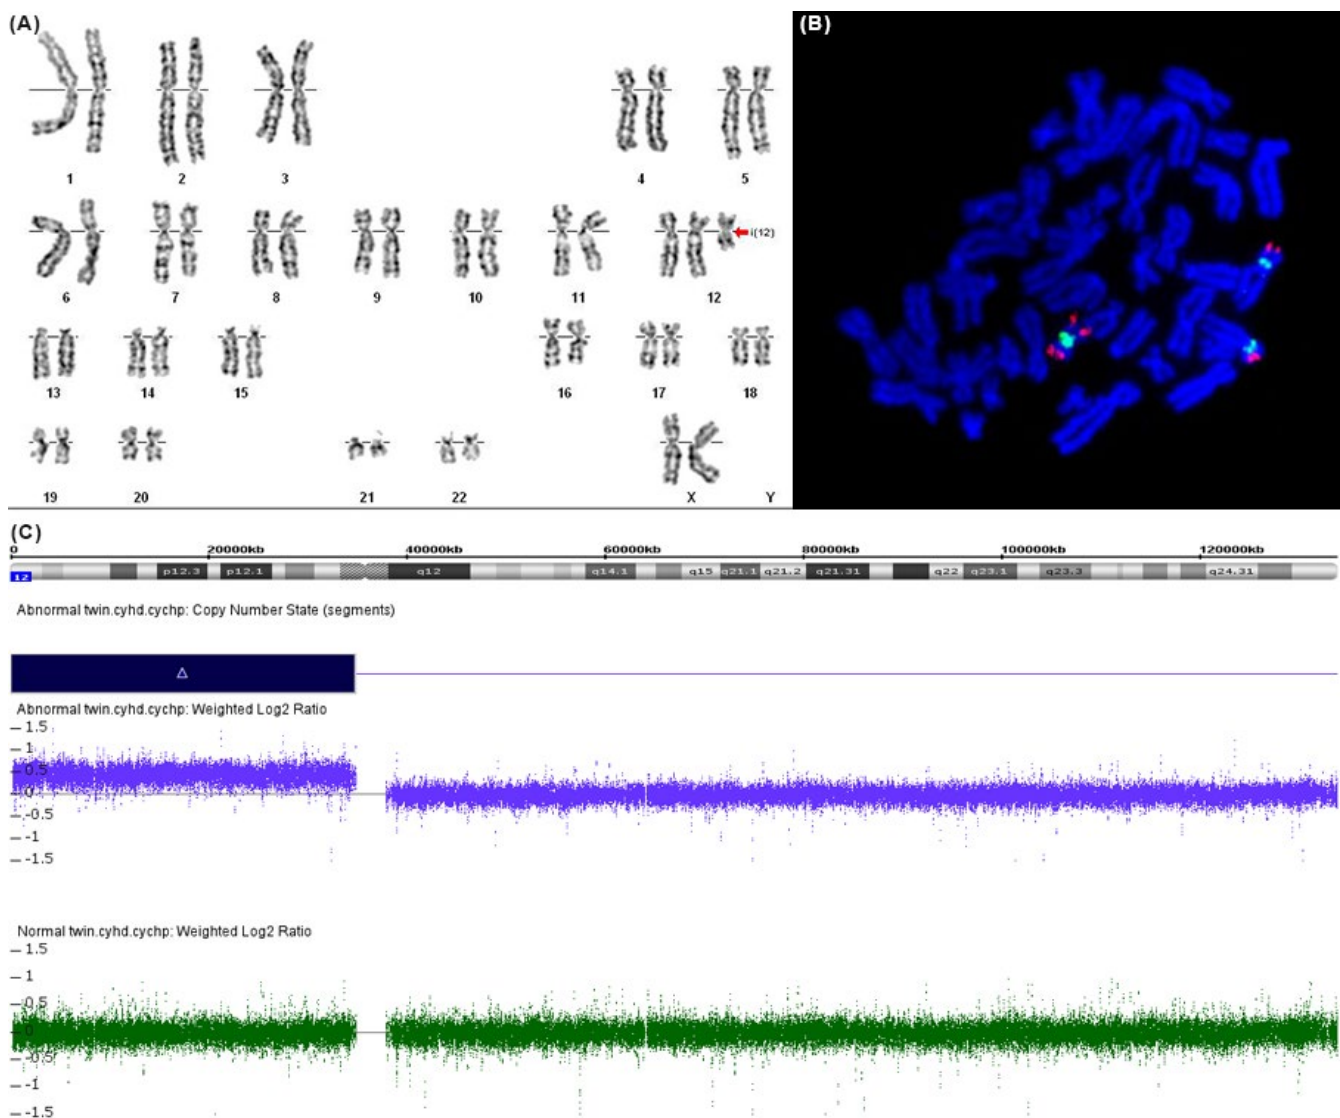 (A)
(B)
1 2 3 4 5
i(12)
6 7 8 9 10 11 12
13 14 15 16 17 18
19 20 21 22 X Y
(C)
0 20000kb 40000kb 60000kb 80000kb 100000kb 120000kb
12 p12.3 p12.1 q12 q14.1 q15 q21.1 q21.2 q21.31 q22 q23.1 q23.3 q24.31
Abnormal twin.cyhd.cychp: Copy Number State (segments)
Abnormal twin.cyhd.cychp: Weighted Log2 Ratio
1.5
1
0.5
0
-0.5
-1
-1.5
Normal twin.cyhd.cychp: Weighted Log2 Ratio
1.5
1
0.5
0
-0.5
-1
-1.5